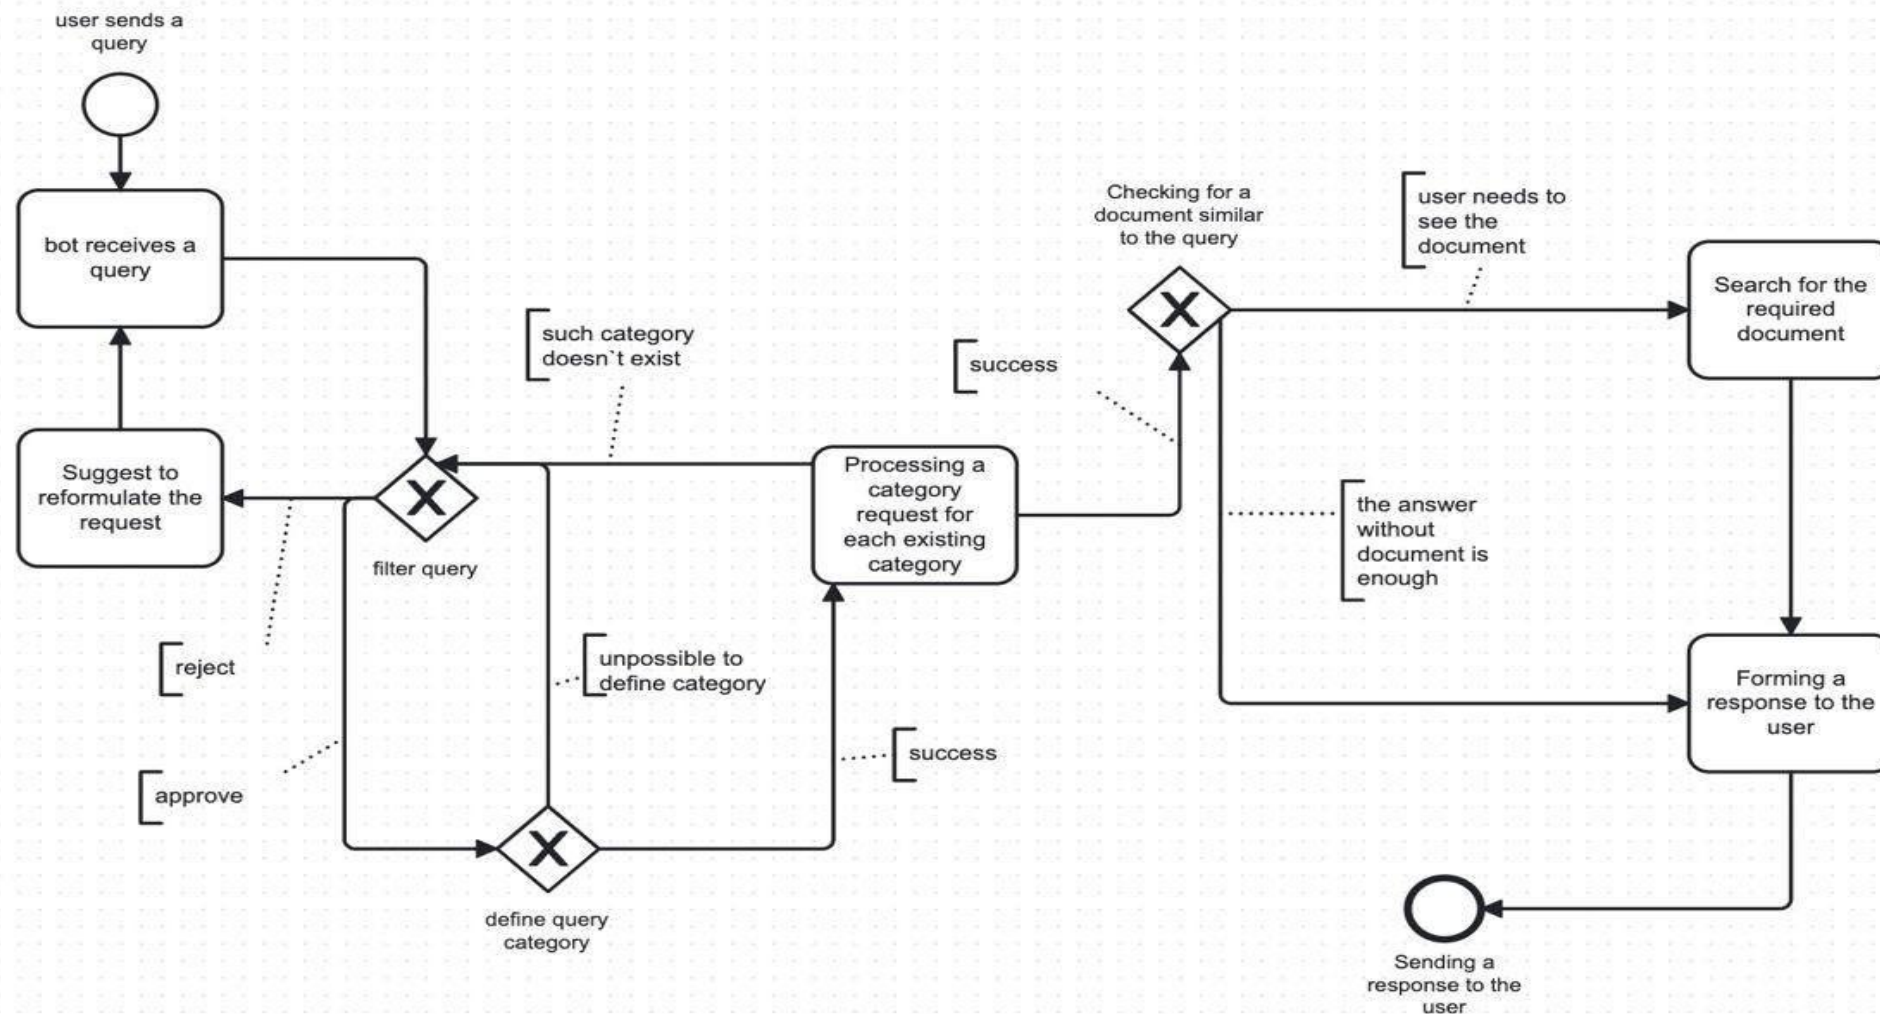 user sends a
query
bot receives a
query
Suggest to
reformulate the
request
filter query
reject
approve
such category
doesn`t exist
unpossible to
define category
define query
category
success
Processing a
category
request for
each existing
category
success
Checking for a
document similar
to the query
user needs to
see the
document
the answer
without
document is
enough
Search for the
required
document
Forming a
response to the
user
Sending a
response to the
user